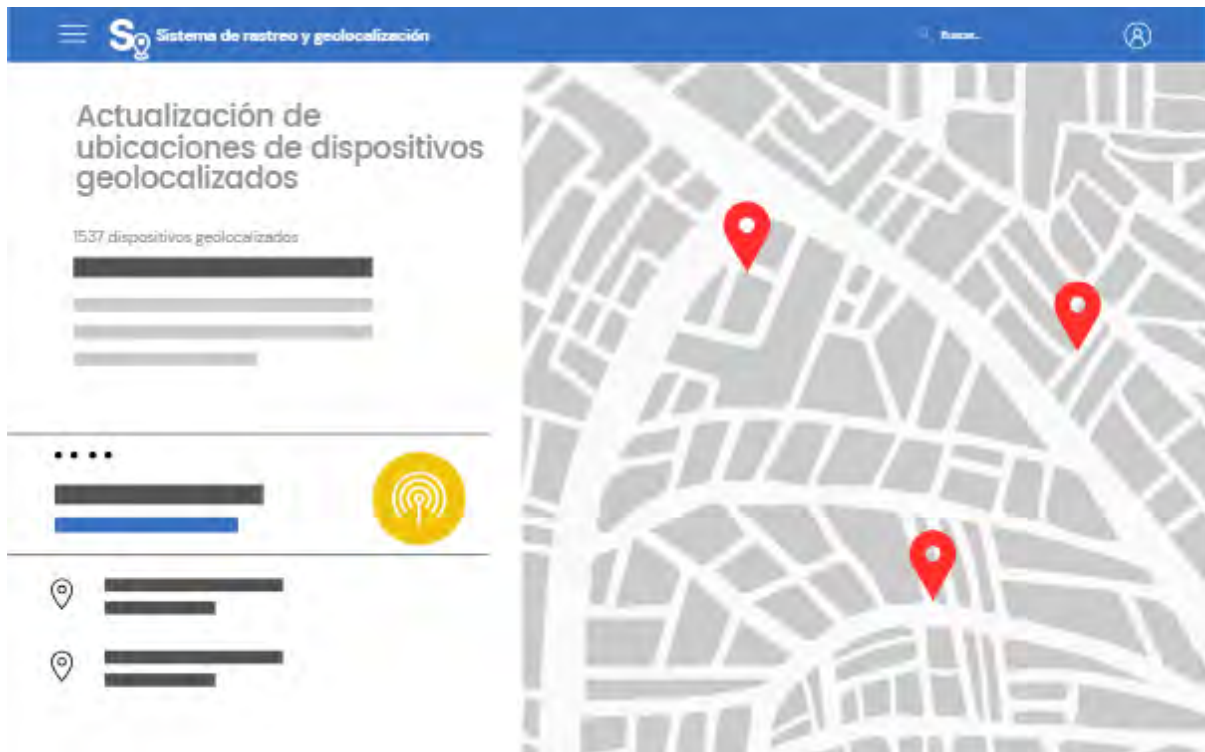 S
Sistema de rastreo y geolocalización
Buscar...
Actualización de
ubicaciones de dispositivos
geolocalizados
1537 dispositivos geolocalizados